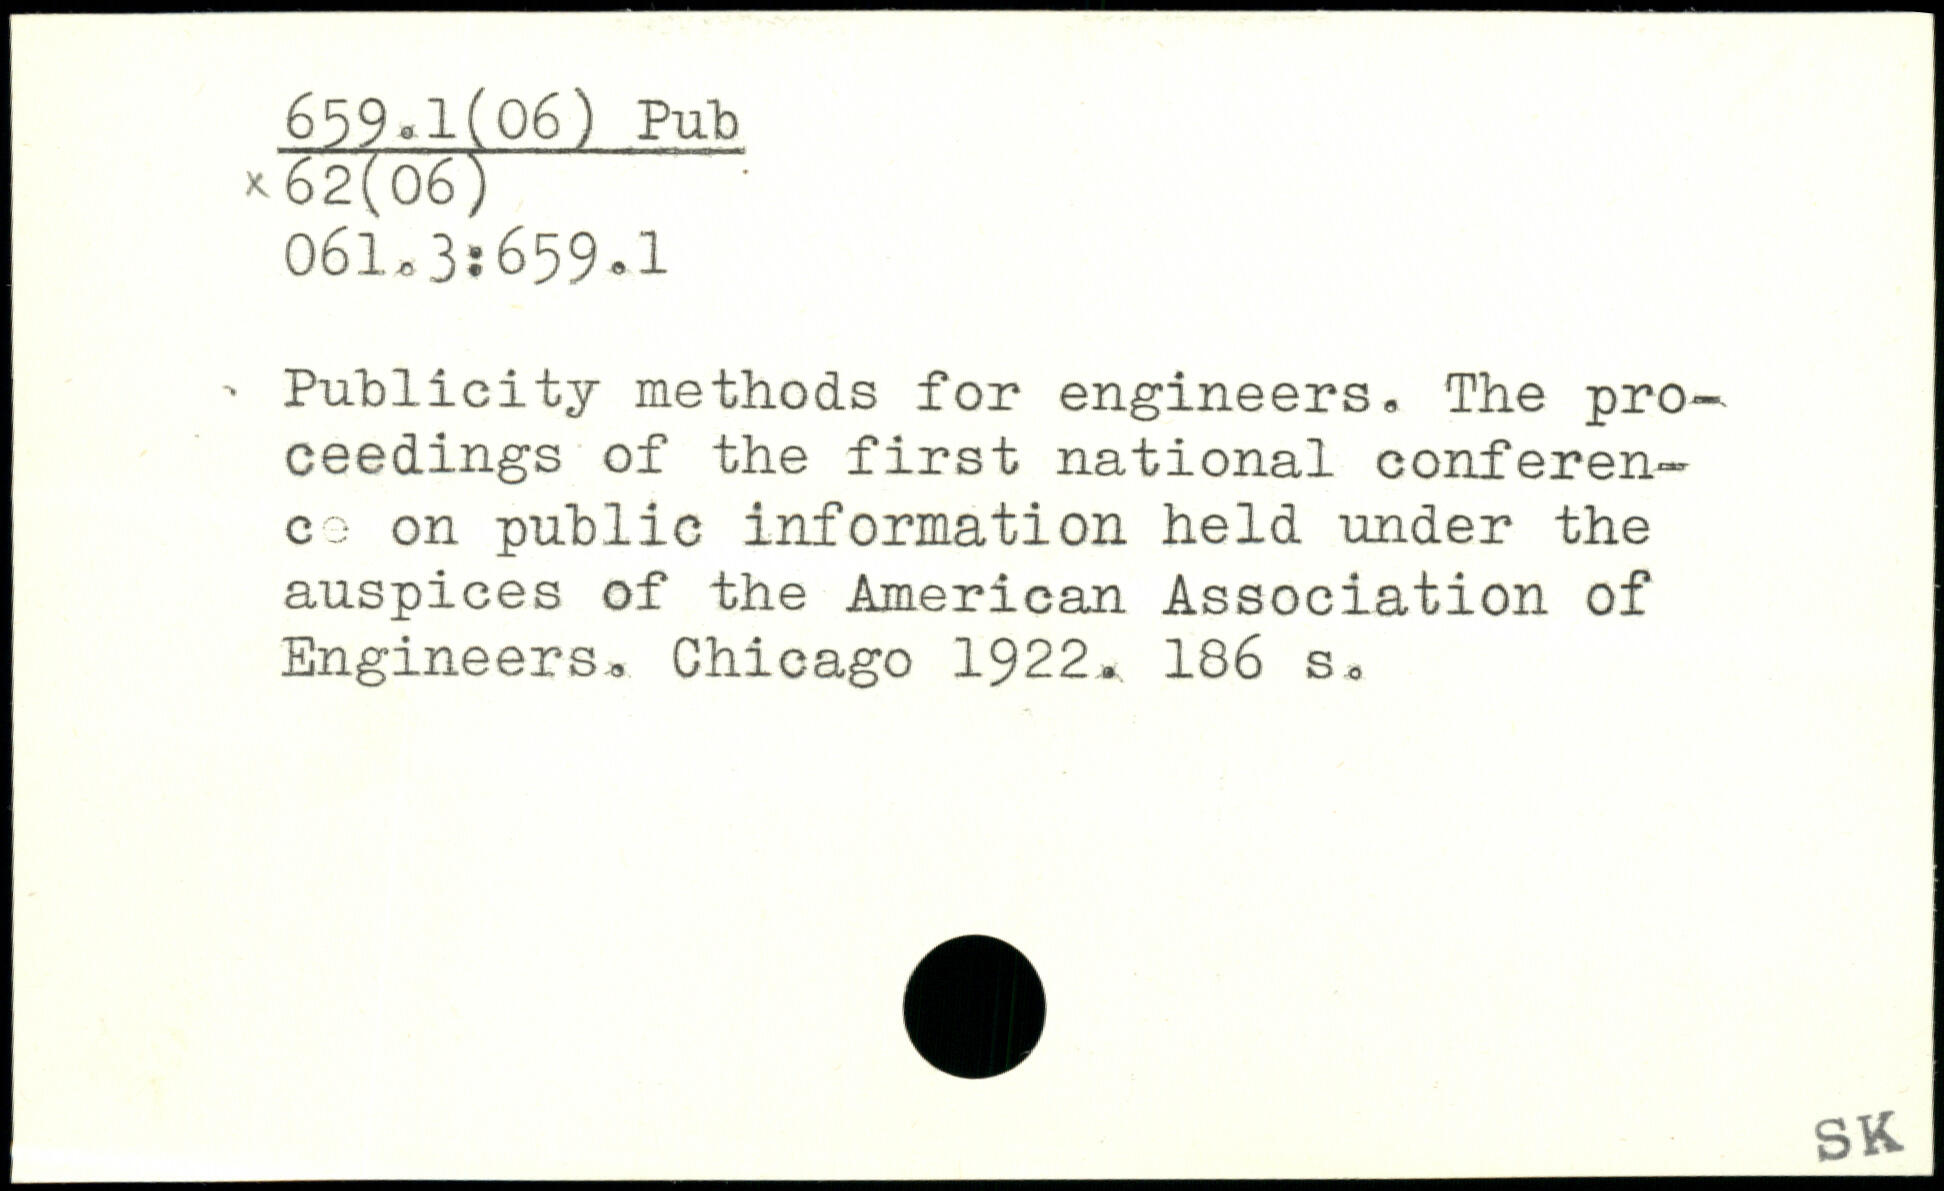 659.1(06) Pub
x 62(06)
061.3:659.1
Publicity methods for engineers. The pro-
ceedings of the first national conferen-
ce on public information held under the
auspices of the American Association of
Engineers. Chicago 1922. 186 s.
SK